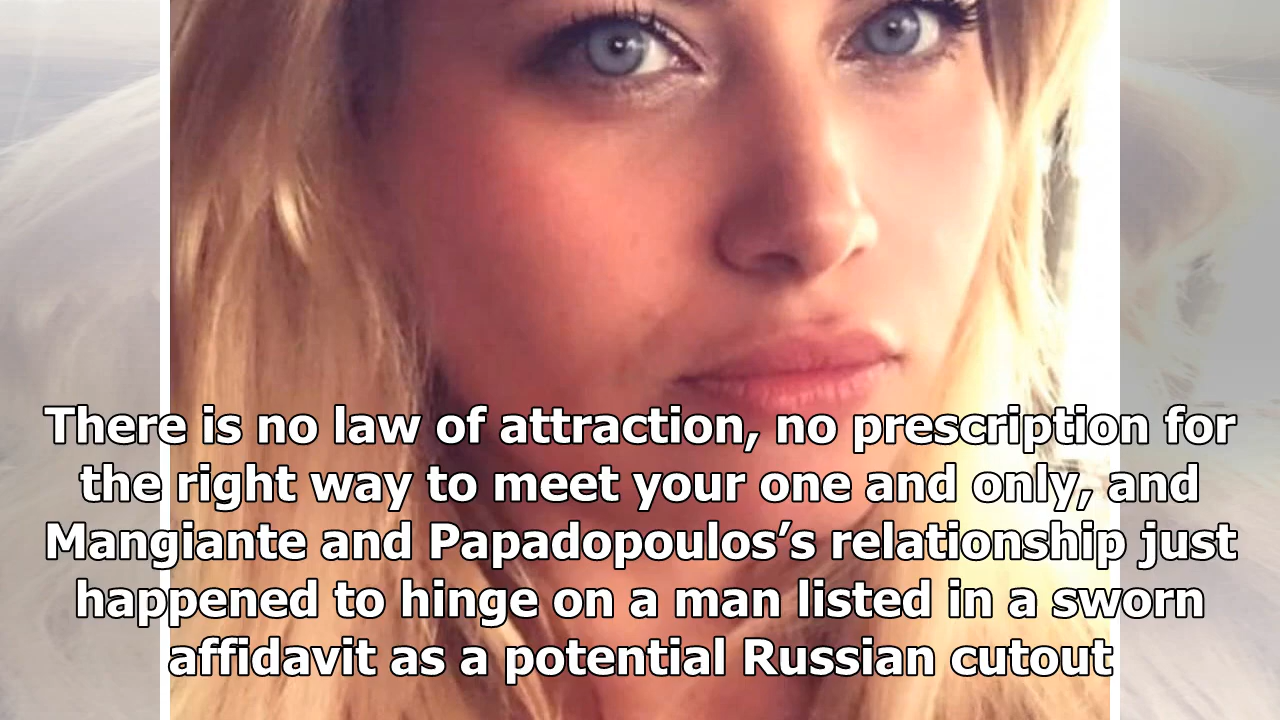 There is no law of attraction, no prescription for
the right way to meet your one and only, and
Mangiante and Papadopoulos’s relationship just
happened to hinge on a man listed in a sworn
affidavit as a potential Russian cutout